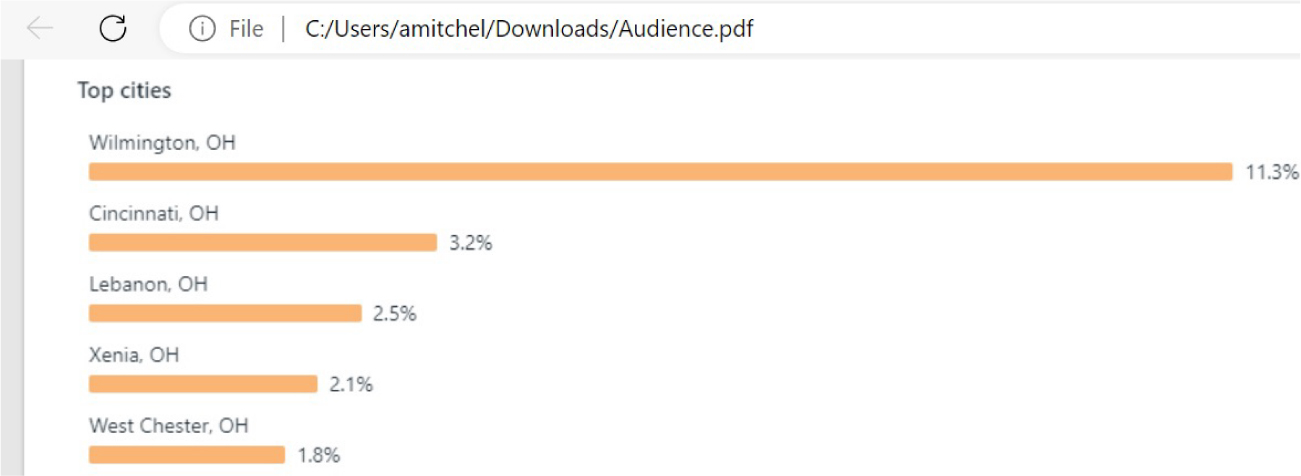 File | C:/Users/amitchel/Downloads/Audience.pdf
Top cities
Wilmington, OH
11.3%
Cincinnati, OH
3.2%
Lebanon, OH
2.5%
Xenia, OH
2.1%
West Chester, OH
1.8%